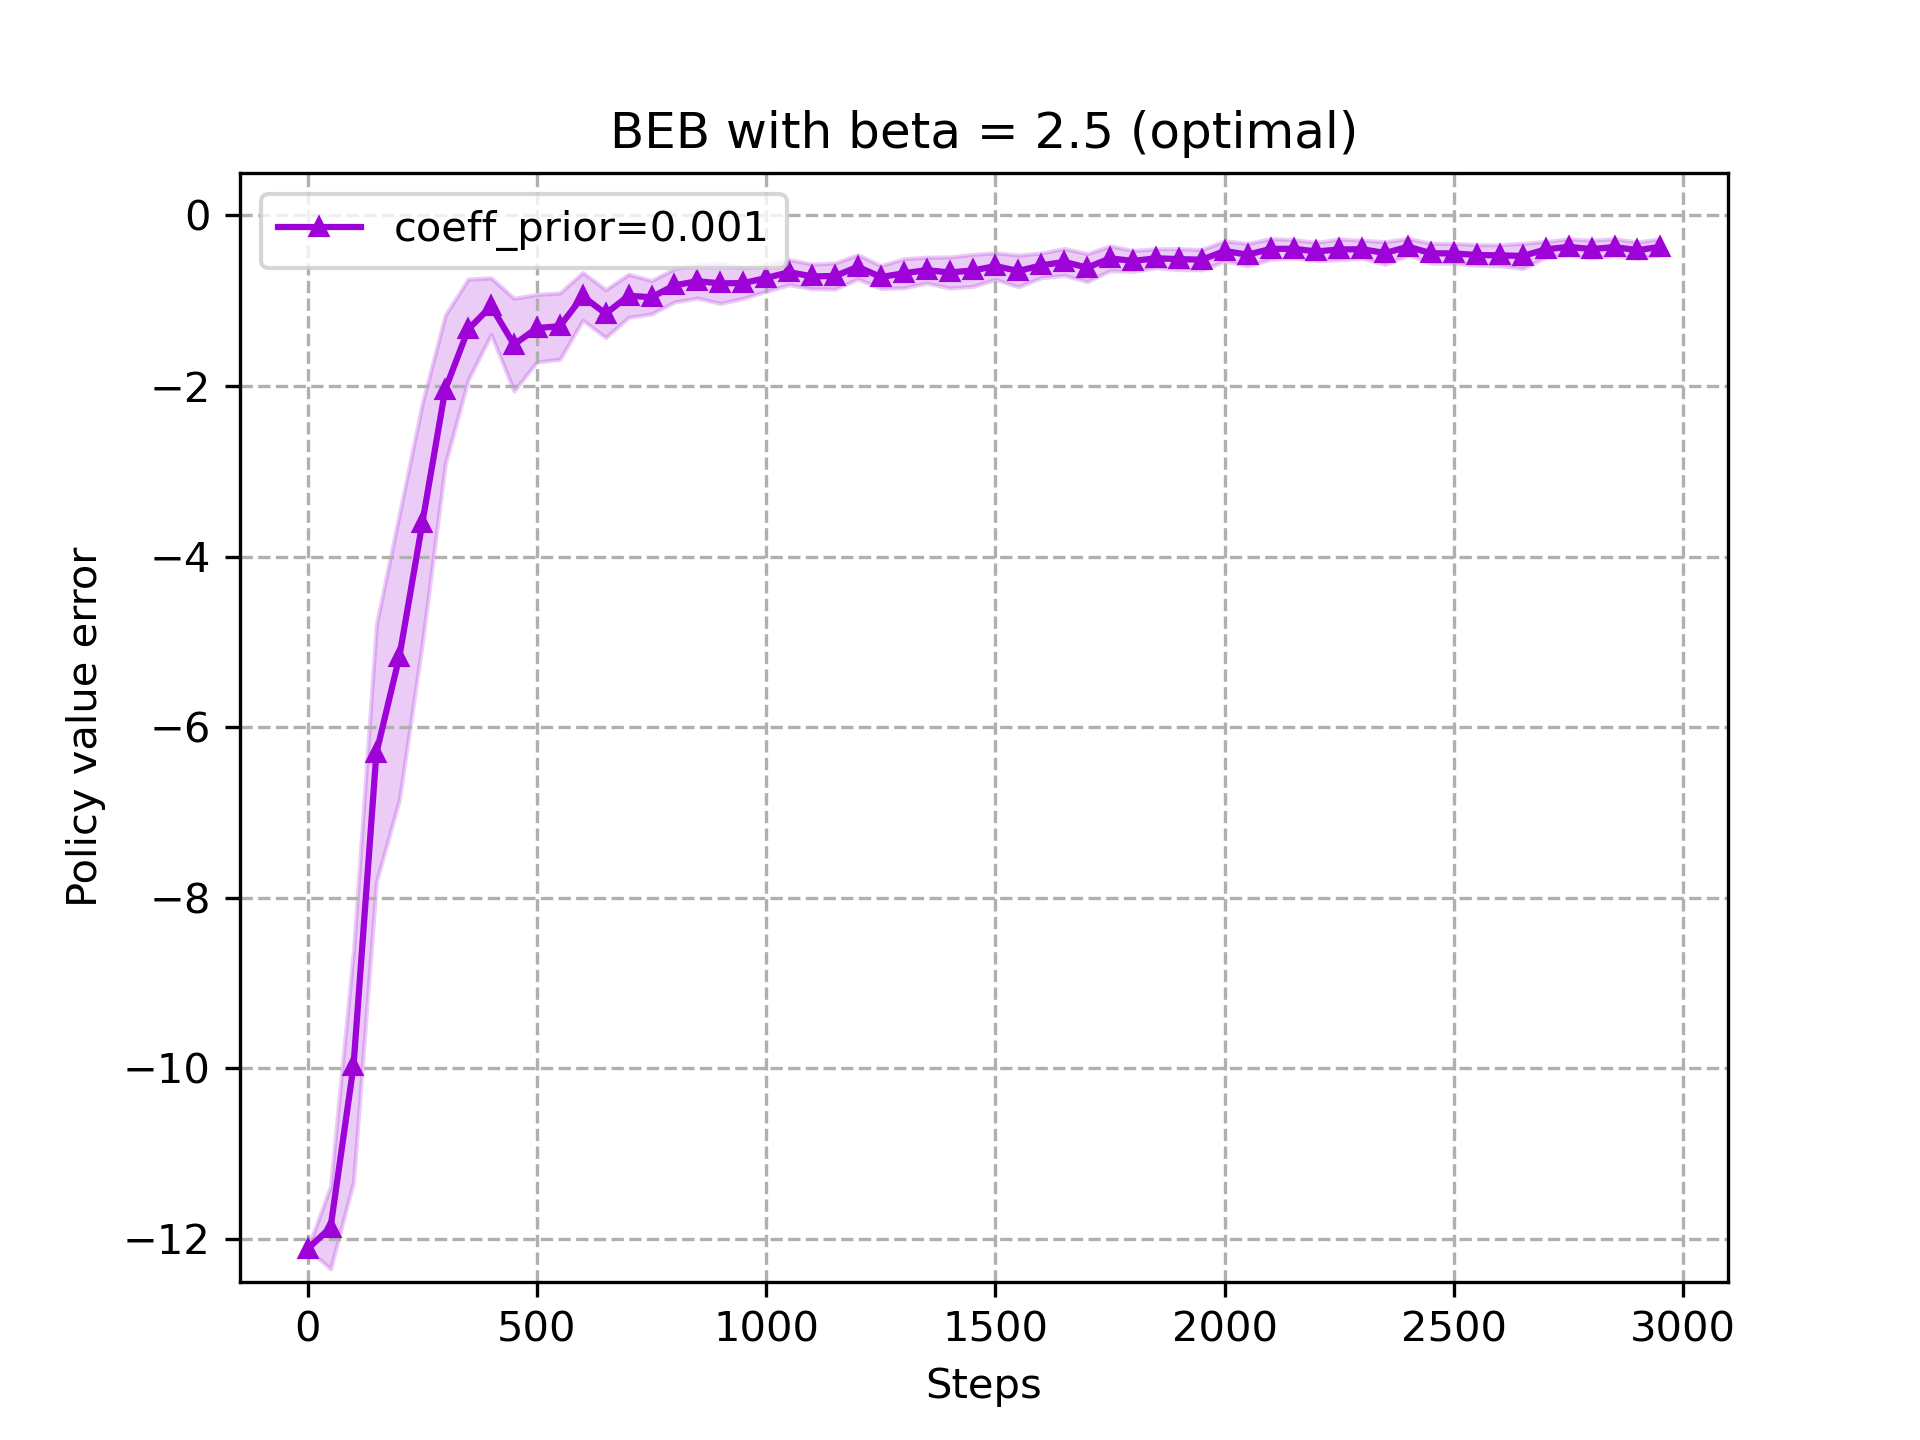 BEB with beta = 2.5 (optimal)
coeff_prior=0.001
Policy value error
0
−2
−4
−6
−8
−10
−12
0 500 1000 1500 2000 2500 3000
Steps